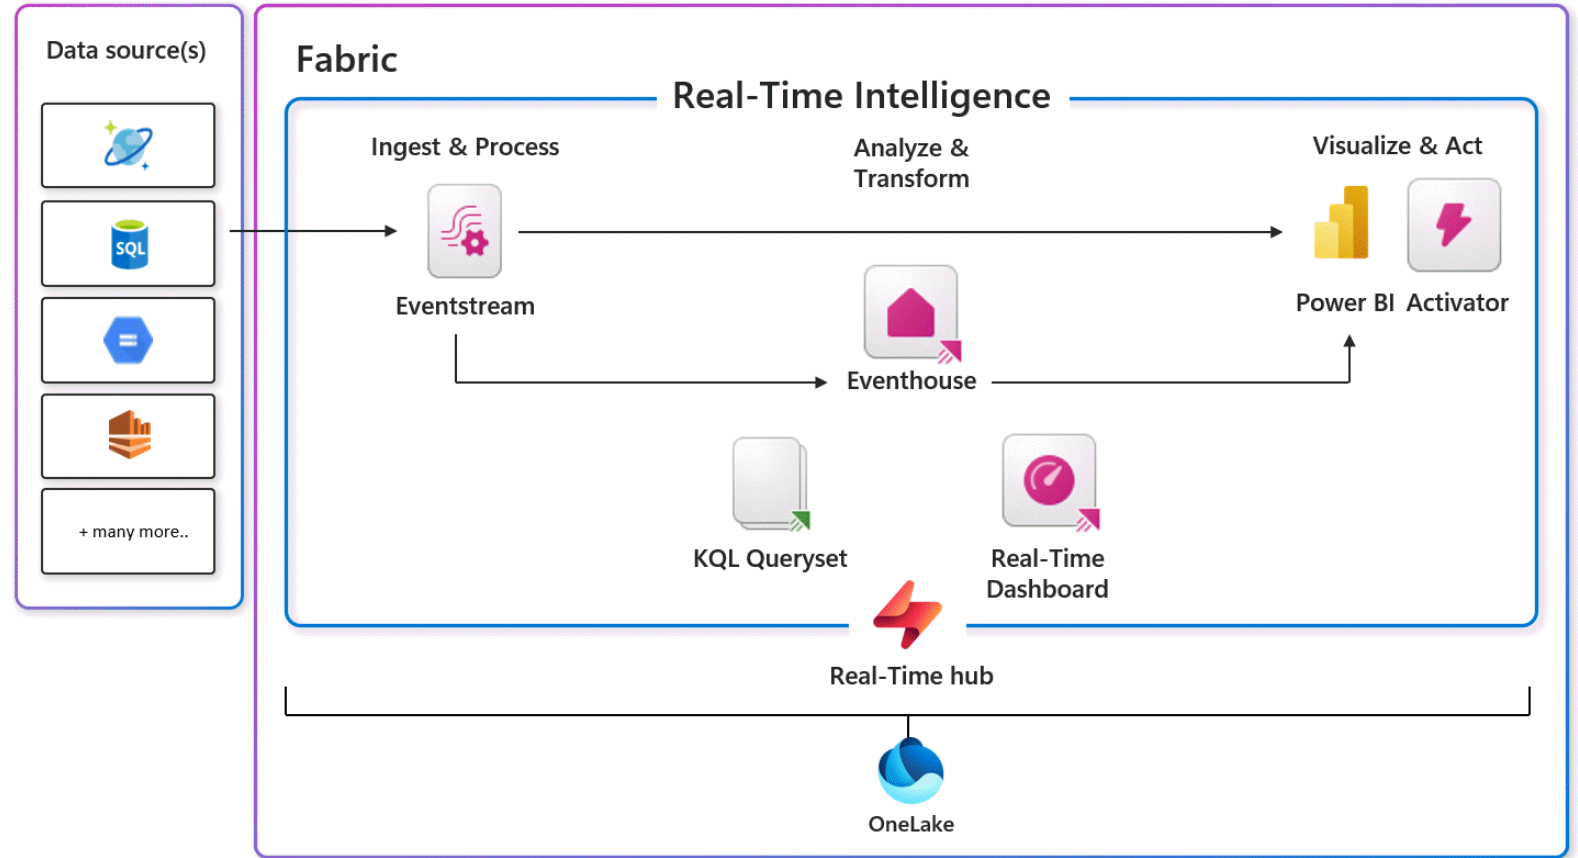 Data source(s)
SQL
+ many more..
Fabric
Real-Time Intelligence
Ingest & Process
Analyze &
Transform
Visualize & Act
Eventstream
Eventhouse
Power BI
Activator
KQL Queryset
Real-Time
Dashboard
Real-Time hub
OneLake